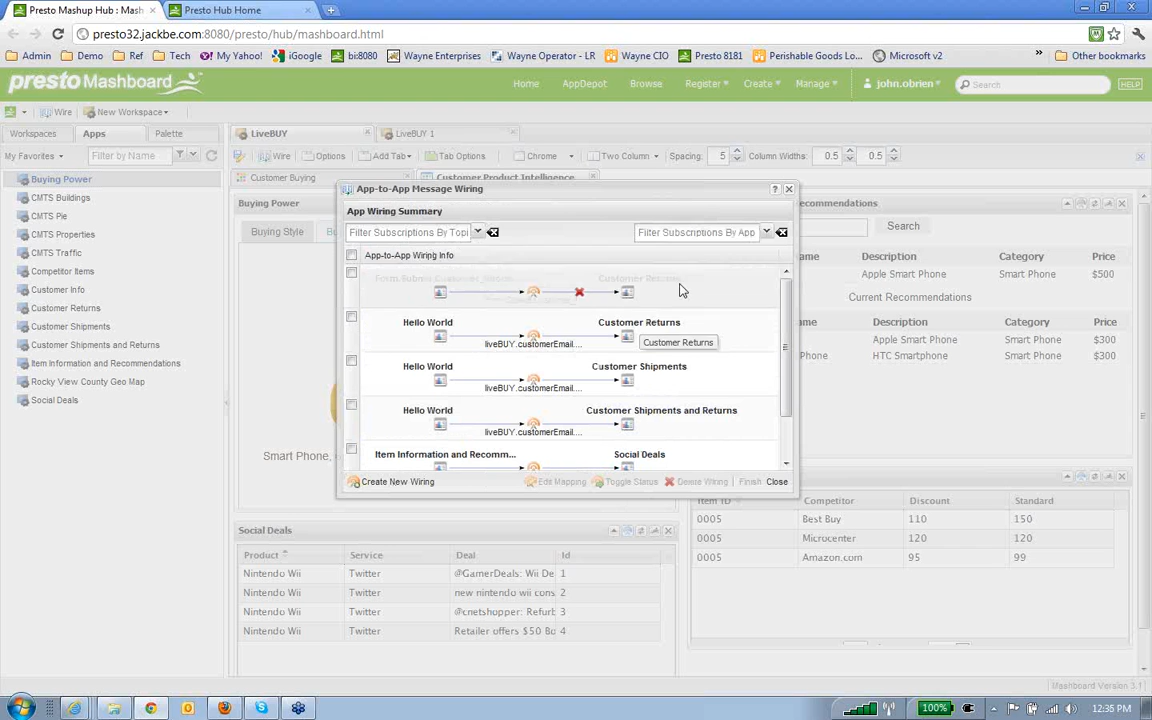 Presto Mashup Hub : Mash
Presto Hub Home
presto32.jackbe.com:8080/presto/hub/mashboard.html
Admin
Demo
Ref
Tech
My Yahoo!
iGoogle
bi:8080
Wayne Enterprises
Wayne Operator - LR
Wayne CIO
Presto 8181
Perishable Goods Lo...
Microsoft v2
Other bookmarks
presto Mashboard
Home
AppDepot
Browse
Register
Create
Manage
john.obrien
Search
HELP
Wire
New Workspace
Workspaces
Apps
Palette
LiveBUY
LiveBUY 1
My Favorites
Filter by Name
Wire
Options
Add Tab
Tab Options
Chrome
Two Column
Spacing:
5
Column Widths:
0.5
0.5
Buying Power
CMTS Buildings
CMTS Pie
CMTS Properties
CMTS Traffic
Competitor Items
Customer Info
Customer Returns
Customer Shipments
Customer Shipments and Returns
Item Information and Recommendations
Rocky View County Geo Map
Social Deals
Customer Buying
Customer Product Intelligence
Buying Power
Buying Style
Smart Phone,
App-to-App Message Wiring
App Wiring Summary
Filter Subscriptions By Topi
Filter Subscriptions By App
App-to-App Wiring Info
Hello World
Customer Returns
liveBUY.customerEmail....
Customer Returns
Hello World
Customer Shipments
liveBUY.customerEmail....
Hello World
Customer Shipments and Returns
liveBUY.customerEmail....
Item Information and Recomm...
Social Deals
Create New Wiring
Edit Mapping
Toggle Status
Delete Wiring
Finish
Close
ecommendations
Search
Description
Category
Price
Apple Smart Phone
Smart Phone
$500
Current Recommendations
ame
Description
Category
Price
Apple Smart Phone
Smart Phone
$300
Phone
HTC Smartphone
Smart Phone
$300
Item ID
Competitor
Discount
Standard
0005
Best Buy
110
150
0005
Microcenter
120
120
0005
Amazon.com
95
99
Social Deals
Product
Service
Deal
Id
Nintendo Wii
Twitter
@GamerDeals: Wii De
1
Nintendo Wii
Twitter
new nintendo wii cons
2
Nintendo Wii
Twitter
@cnetshopper: Refurb
3
Nintendo Wii
Twitter
Retailer offers $50 Bo
4
Mashboard Version 3.1
100%
12:35 PM